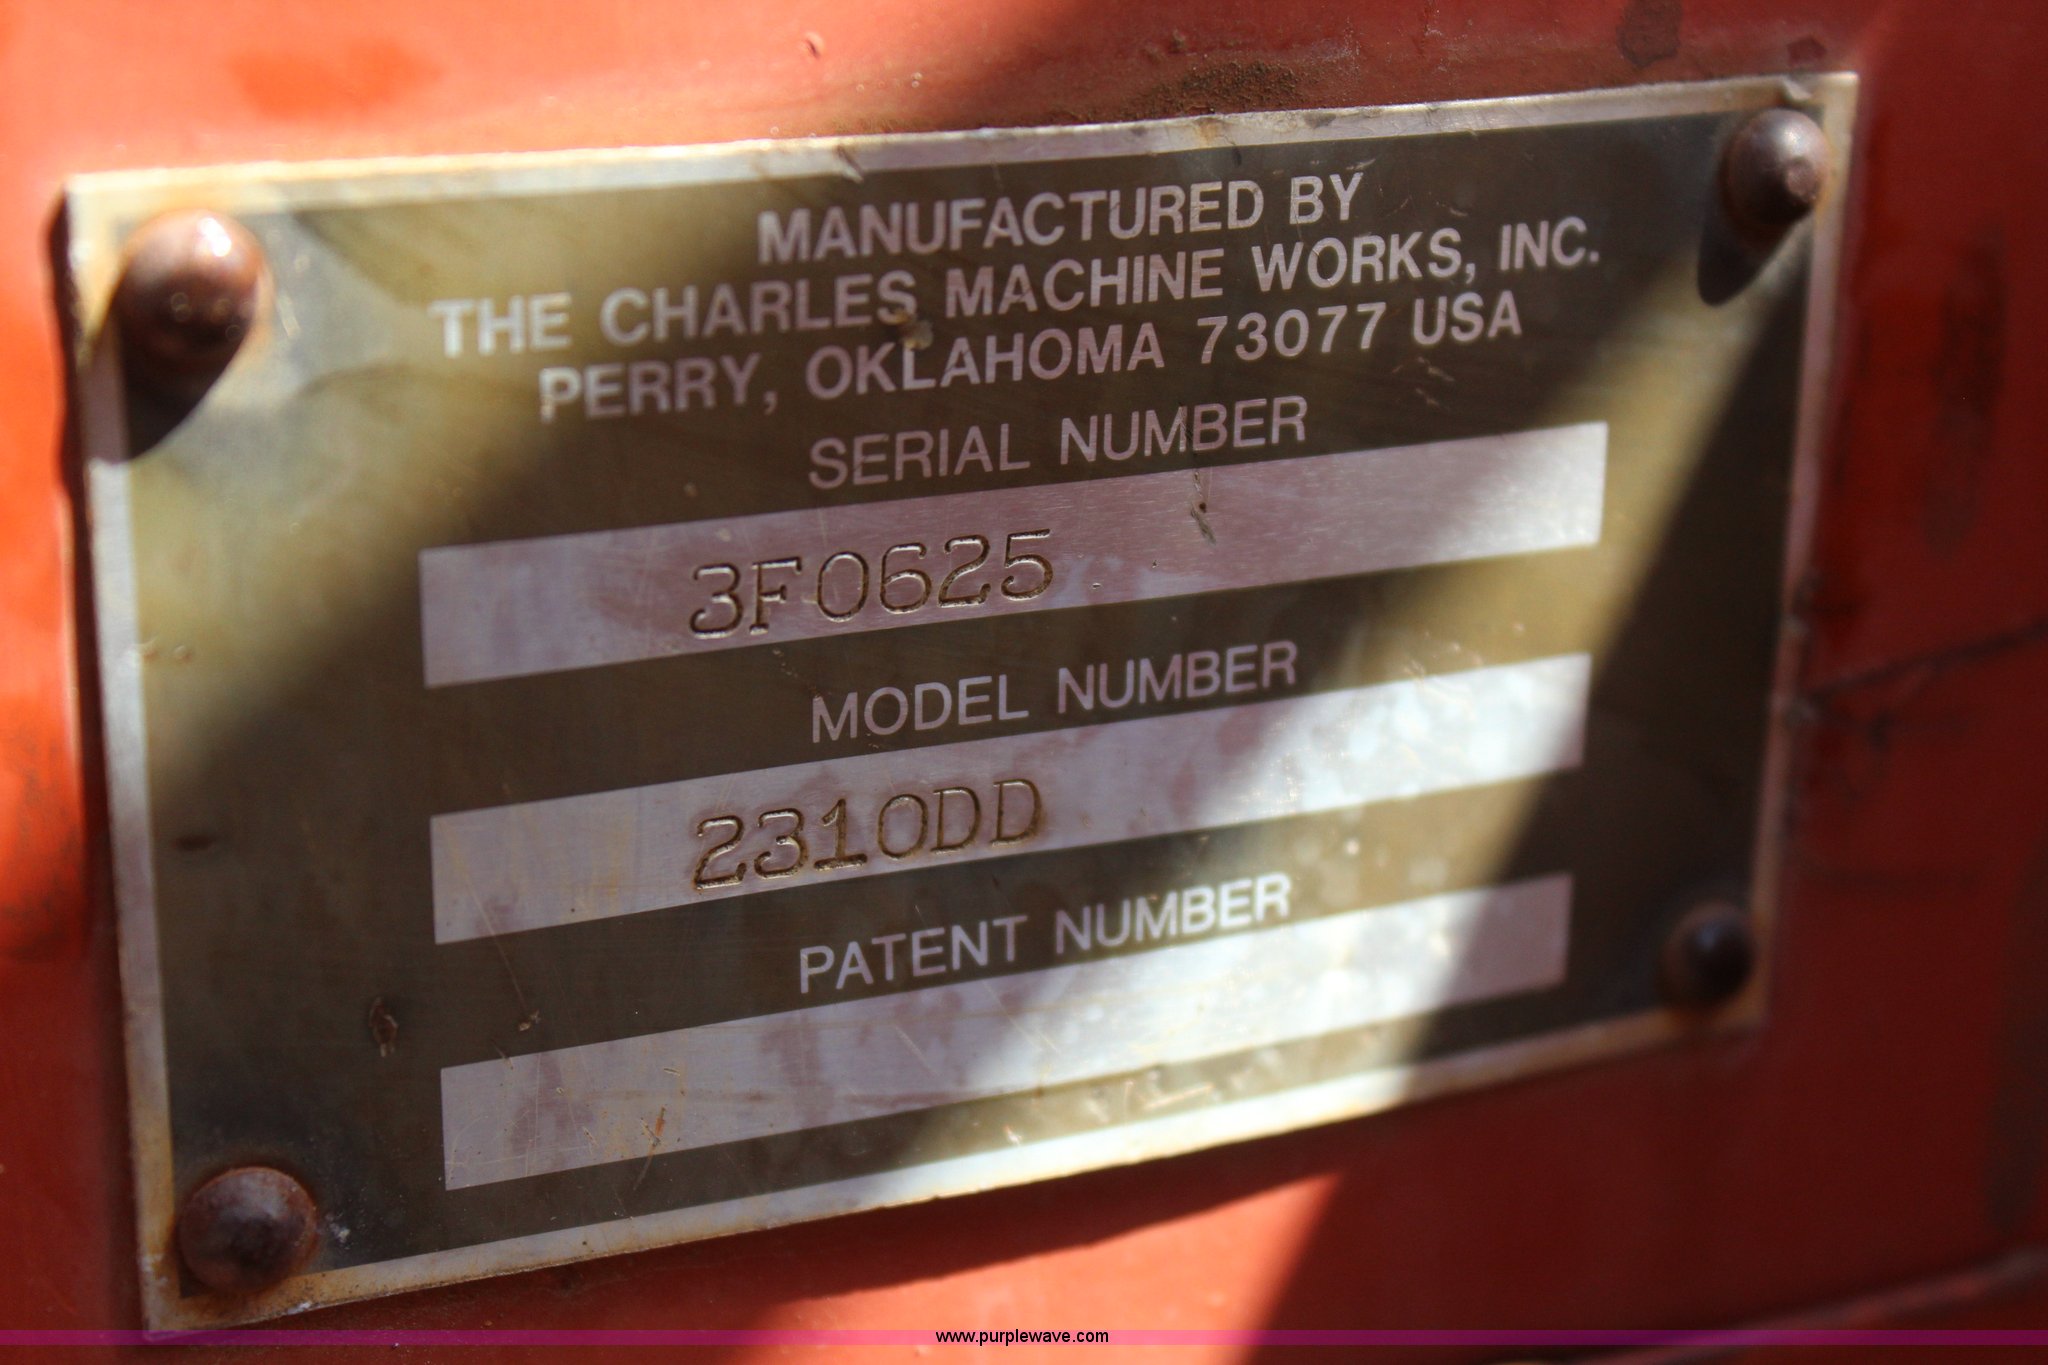 MANUFACTURED BY
THE CHARLES MACHINE WORKS, INC.
PERRY, OKLAHOMA 73077 USA
SERIAL NUMBER
3F0625
MODEL NUMBER
2310DD
PATENT NUMBER
www.purplewave.com